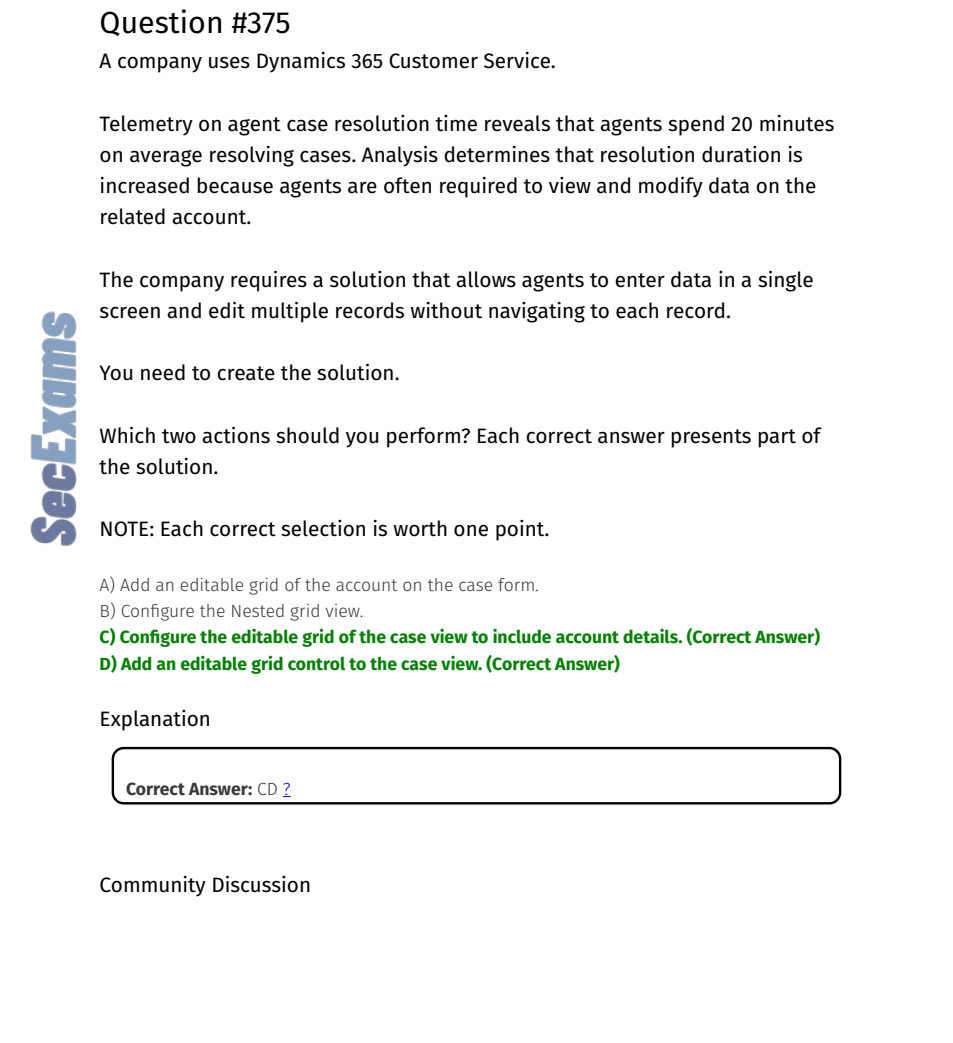 Question #375
A company uses Dynamics 365 Customer Service.
Telemetry on agent case resolution time reveals that agents spend 20 minutes
on average resolving cases. Analysis determines that resolution duration is
increased because agents are often required to view and modify data on the
related account.
The company requires a solution that allows agents to enter data in a single
screen and edit multiple records without navigating to each record.
You need to create the solution.
Which two actions should you perform? Each correct answer presents part of
the solution.
NOTE: Each correct selection is worth one point.
SecExams
A) Add an editable grid of the account on the case form.
B) Configure the Nested grid view.
C) Configure the editable grid of the case view to include account details. (Correct Answer)
D) Add an editable grid control to the case view. (Correct Answer)
Explanation
Correct Answer: CD ?
Community Discussion